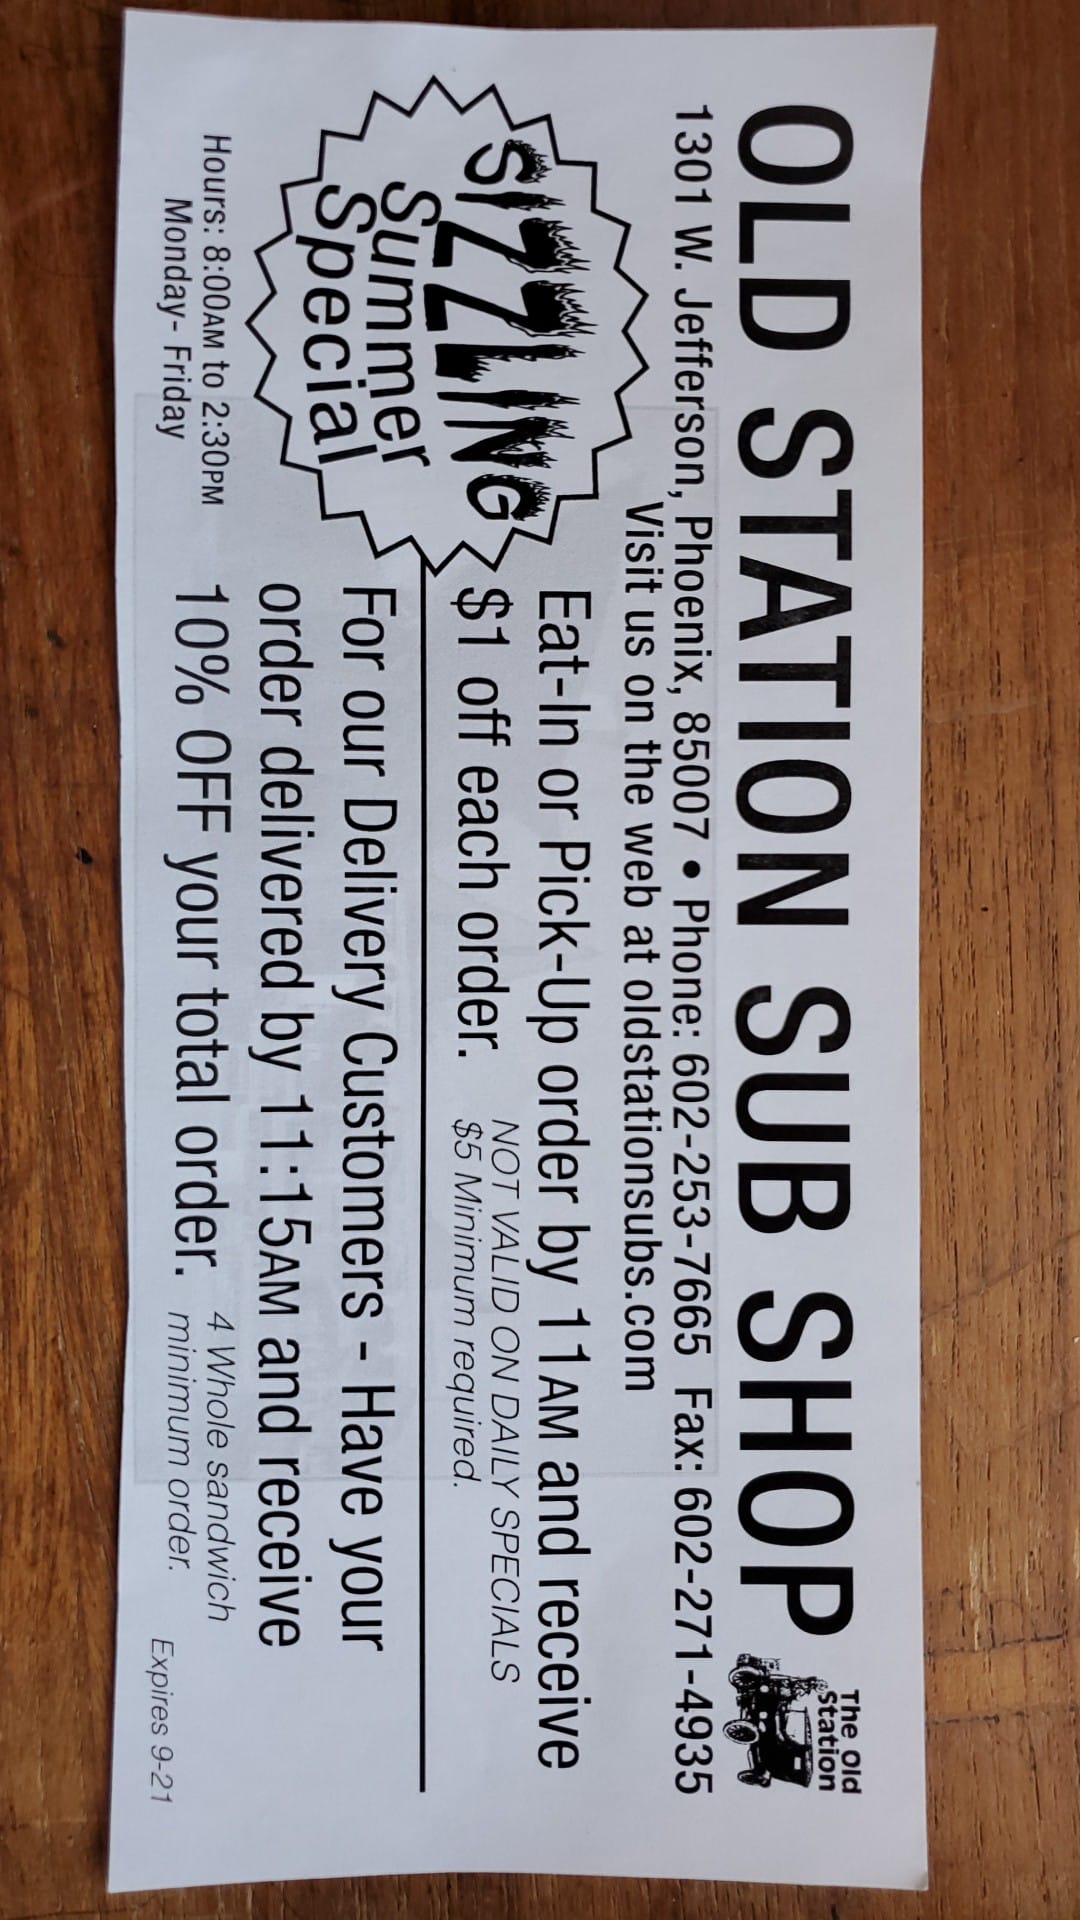 OLD STATION SUB SHOP
The Old
Station
1301 W. Jefferson, Phoenix, 85007 • Phone: 602-253-7665 Fax: 602-271-4935
Visit us on the web at oldstationsubs.com
SIZZLING
Summer
Special
Hours: 8:00AM to 2:30PM
Monday- Friday
Eat-In or Pick-Up order by 11AM and receive
$1 off each order.
NOT VALID ON DAILY SPECIALS
$5 Minimum required.
For our Delivery Customers - Have your
order delivered by 11:15AM and receive
10% OFF your total order.
4 Whole sandwich
minimum order.
Expires 9-21